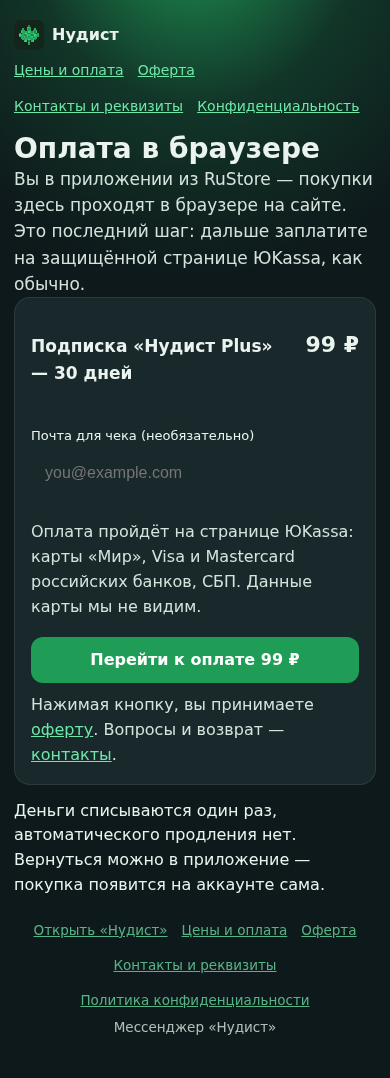 Нудист
Цены и оплата Оферта
Контакты и реквизиты Конфиденциальность
Оплата в браузере
Вы в приложении из RuStore — покупки
здесь проходят в браузере на сайте.
Это последний шаг: дальше заплатите
на защищённой странице ЮKassa, как
обычно.
Подписка «Нудист Plus» 99 ₽
— 30 дней
Почта для чека (необязательно)
you@example.com
Оплата пройдёт на странице ЮKassa:
карты «Мир», Visa и Mastercard
российских банков, СБП. Данные
карты мы не видим.
Перейти к оплате 99 ₽
Нажимая кнопку, вы принимаете
оферту. Вопросы и возврат —
контакты.
Деньги списываются один раз,
автоматического продления нет.
Вернуться можно в приложение —
покупка появится на аккаунте сама.
Открыть «Нудист» Цены и оплата Оферта
Контакты и реквизиты
Политика конфиденциальности
Мессенджер «Нудист»